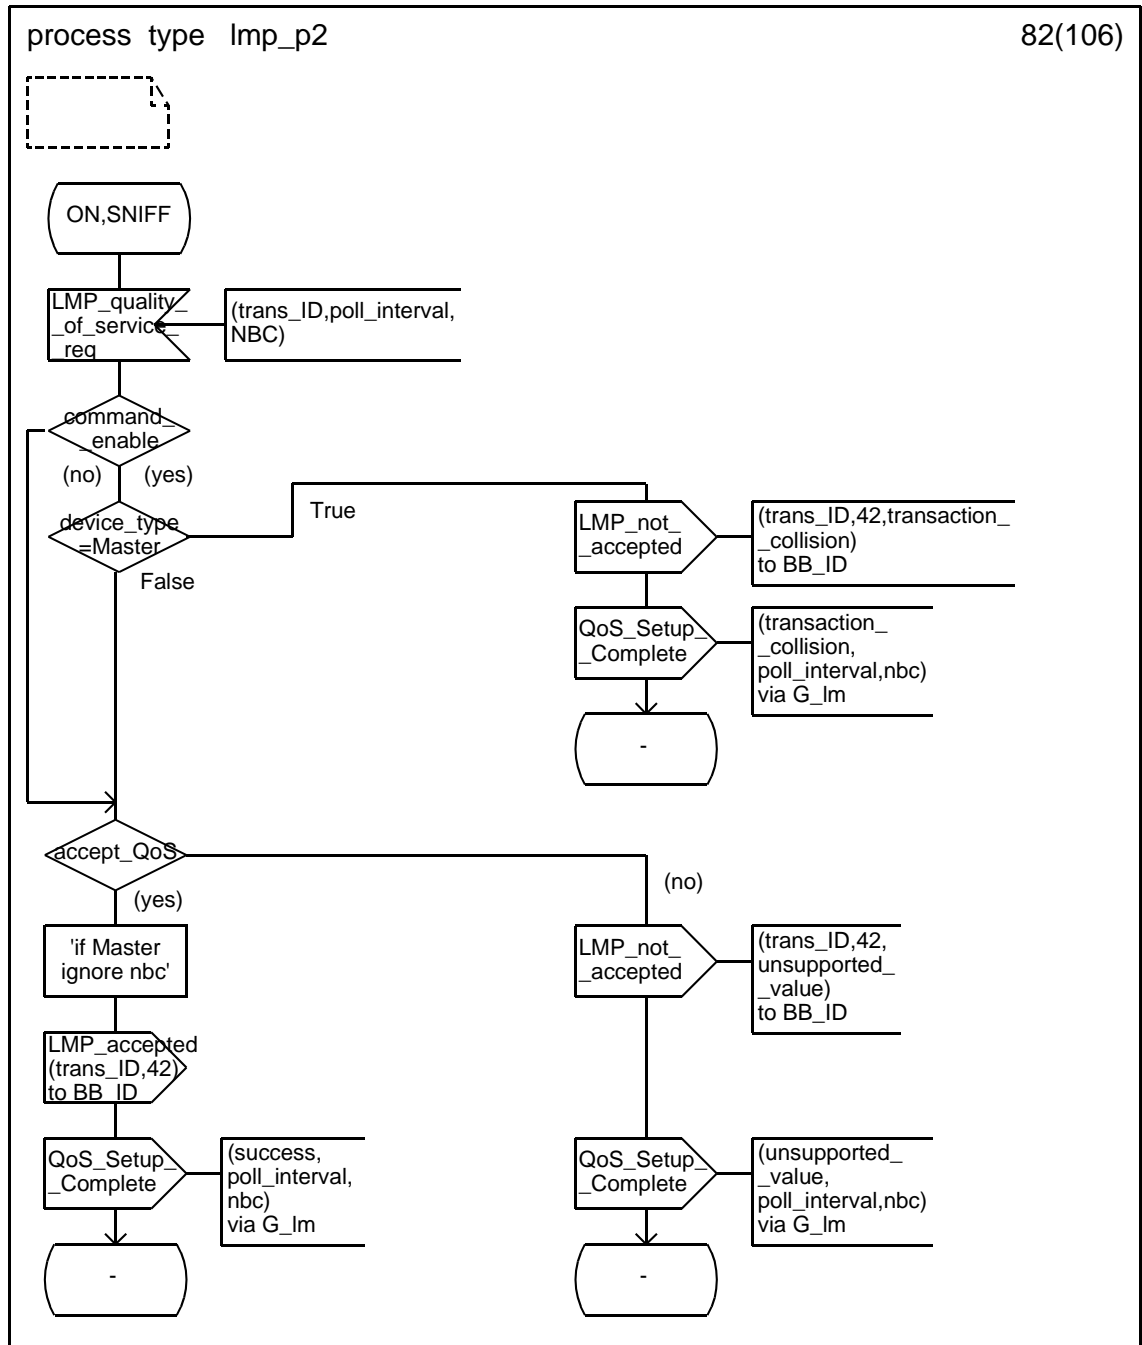 process type lmp_p2
82(106)
ON,SNIFF
LMP_quality_
_of_service_
_req
(trans_ID,poll_interval,
NBC)
command_
_enable
(no)
(yes)
device_type
=Master
True
False
LMP_not_
_accepted
(trans_ID,42,transaction_
_collision)
to BB_ID
QoS_Setup_
_Complete
(transaction_
_collision,
poll_interval,nbc)
via G_lm
-
accept_QoS
(yes)
(no)
'if Master
ignore nbc'
LMP_not_
_accepted
(trans_ID,42,
unsupported_
_value)
to BB_ID
LMP_accepted
(trans_ID,42)
to BB_ID
QoS_Setup_
_Complete
(success,
poll_interval,
nbc)
via G_lm
QoS_Setup_
_Complete
(unsupported_
_value,
poll_interval,nbc)
via G_lm
-
-